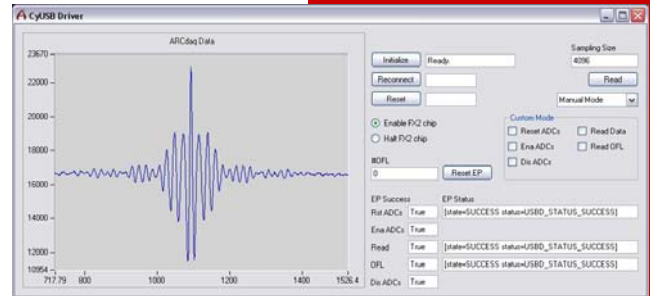 CyUSB Driver
ARCdaq Data
23670
22000
20000
18000
16000
14000
12000
10954
717.79 800 1000 1200 1400 1526.4
Initialize Ready.
Reconnect
Reset
Sampling Size
4096
Read
Manual Mode
Enable FX2 chip
Halt FX2 chip
#OFL
0
Reset EP
Custom Mode
Reset ADCs Read Data
Ena ADCs Read OFL
Dis ADCs
EP Success EP Status
Rst ADCs True [state=SUCCESS status=USBD_STATUS_SUCCESS]
Ena ADCs True
Read True [state=SUCCESS status=USBD_STATUS_SUCCESS]
OFL True [state=SUCCESS status=USBD_STATUS_SUCCESS]
Dis ADCs True